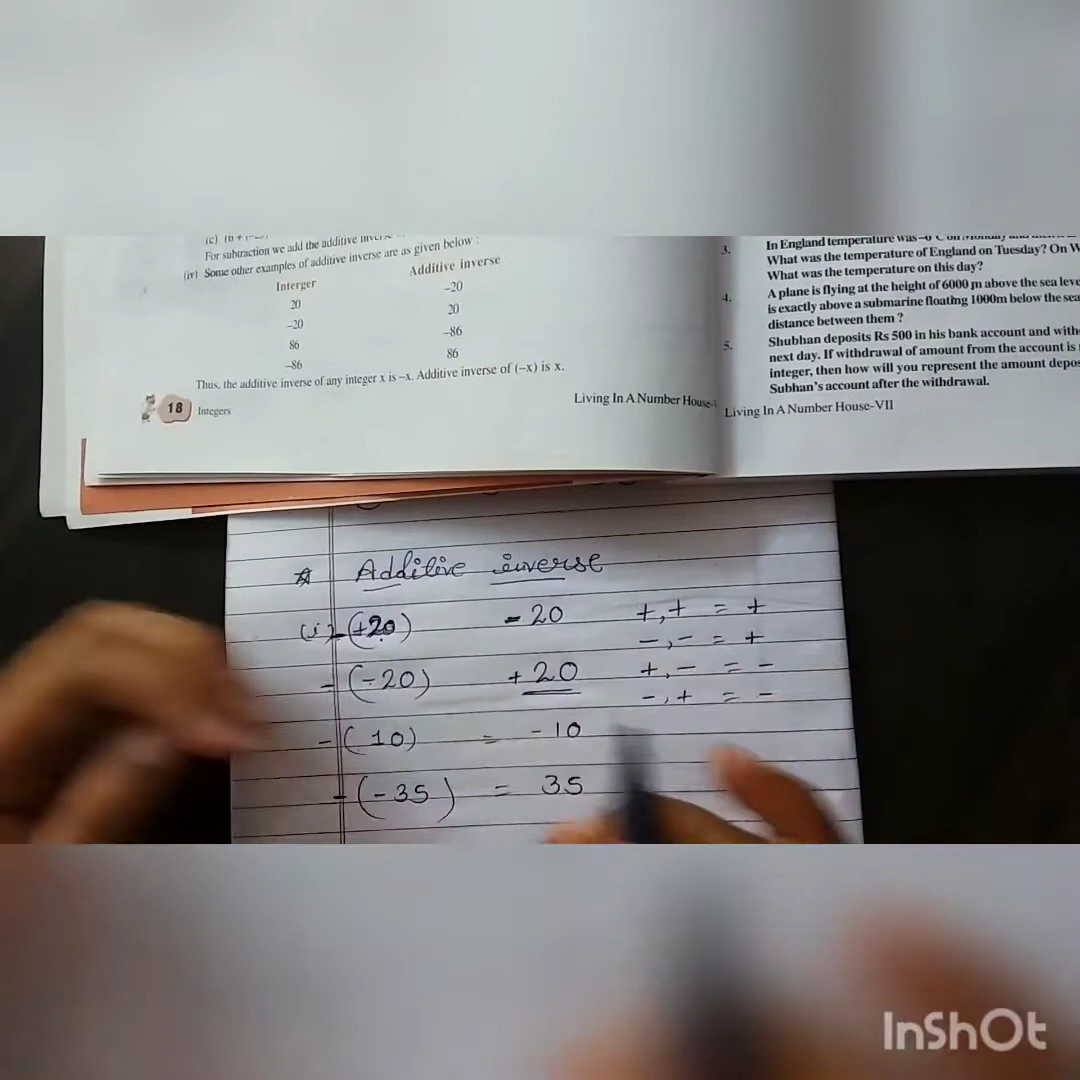 For subtraction we add the additive
(iv) Some other examples of additive inverse are as given below :
Interger Additive inverse
20 –20
–20 20
86 –86
–86 86
Thus, the additive inverse of any integer x is –x. Additive inverse of (–x) is x.
18 Integers
Living In A Number House-
3. In England temperature was
What was the temperature of England on Tuesday? On
What was the temperature on this day?
4. A plane is flying at the height of 6000 m above the sea
is exactly above a submarine floating 1000m below the
distance between them ?
5. Shubhan deposits Rs 500 in his bank account and
next day. If withdrawal of amount from the account is
integer, then how will you represent the amount
Subhan's account after the withdrawal.
Living In A Number House-VII
Additive inverse
(i) -(+20) -20 +,+ = +
-,- = +
-(-20) +20 +,- = -
-,+ = -
-(10) = -10
-(-35) = 35
InShOt